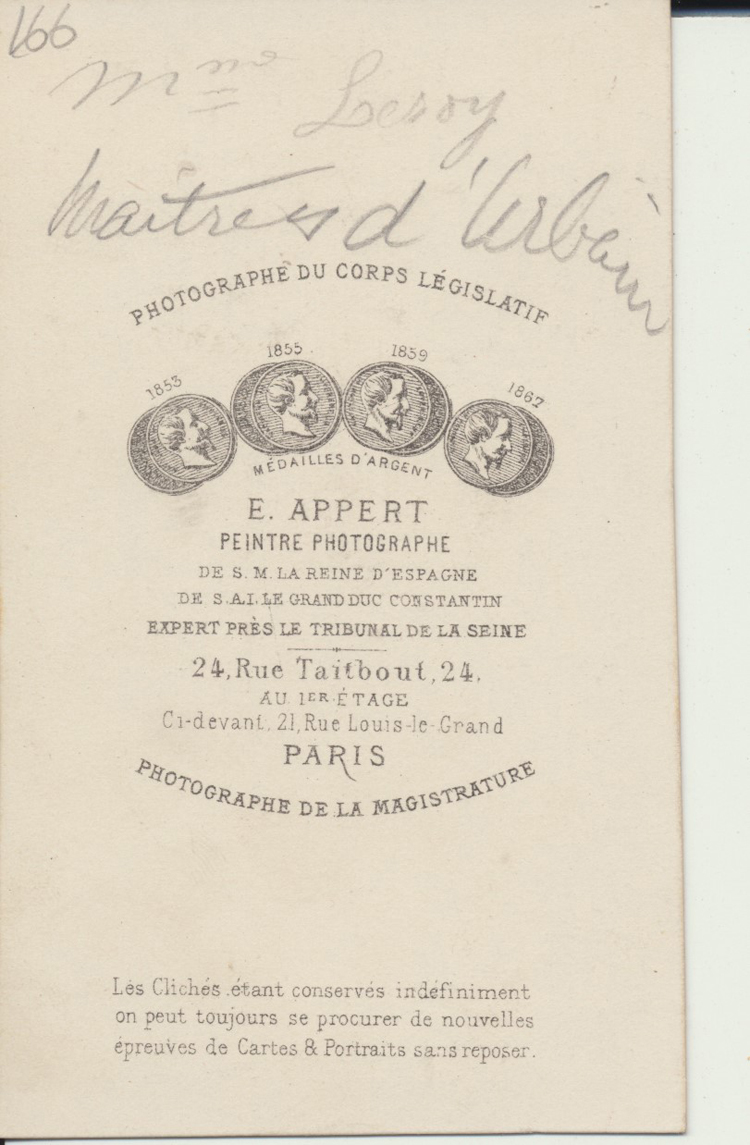 166
Mme Leroy
Maitresse d'Urbain
PHOTOGRAPHE DU CORPS LÉGISLATIF
1853 1855 1859 1862
MÉDAILLES D'ARGENT
E. APPERT
PEINTRE PHOTOGRAPHE
DE S. M. LA REINE D'ESPAGNE
DE S.A.I. LE GRAND DUC CONSTANTIN
EXPERT PRÈS LE TRIBUNAL DE LA SEINE
24, Rue Taitbout, 24.
AU 1ER ÉTAGE
Ci-devant, 21, Rue Louis-le-Grand
PARIS
PHOTOGRAPHE DE LA MAGISTRATURE
Les Clichés étant conservés indéfiniment
on peut toujours se procurer de nouvelles
épreuves de Cartes & Portraits sans reposer.